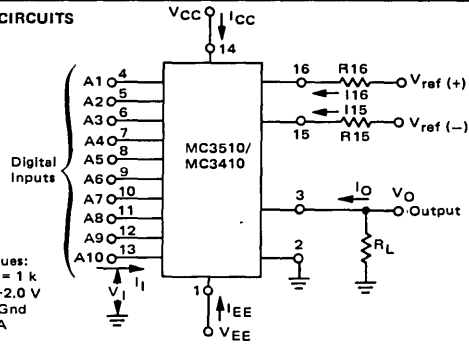 CIRCUITS
VCC
ICC
14
A1 4
A2 5
A3 6
A4 7
A5 8
A6 9
A7 10
A8 11
A9 12
A10 13
Digital
Inputs
MC3510/
MC3410
16 R16 Vref (+)
I16
I15
15 R15 Vref (-)
3 IO VO
Output
RL
2
II
VI
1 IEE
VEE
ues:
= 1 k
-2.0 V
Gnd
A